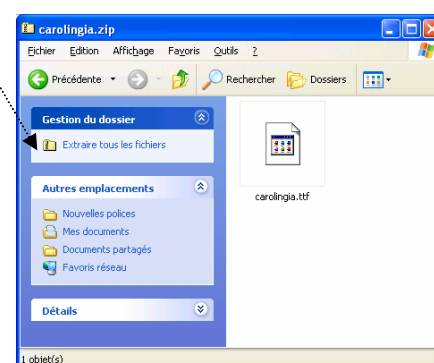 carolingia.zip
Fichier Edition Affichage Favoris Outils ?
Précédente Rechercher Dossiers
Gestion du dossier
Extraire tous les fichiers
Autres emplacements
Nouvelles polices
Mes documents
Documents partagés
Favoris réseau
Détails
carolingia.ttf
1 objet(s)